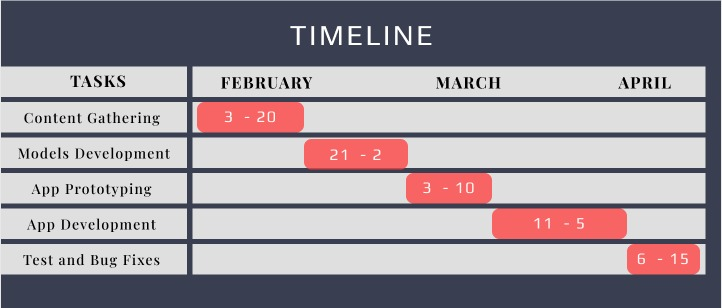 TIMELINE
TASKS FEBRUARY MARCH APRIL
Content Gathering 3 - 20
Models Development 21 - 2
App Prototyping 3 - 10
App Development 11 - 5
Test and Bug Fixes 6 - 15